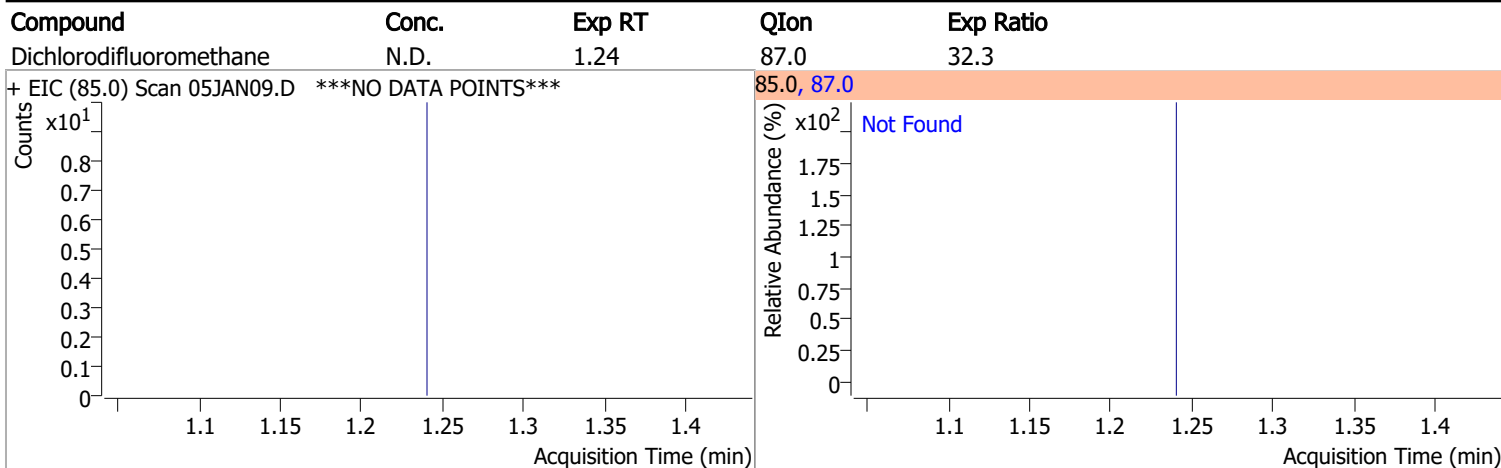 Compound Conc. Exp RT QIon Exp Ratio
Dichlorodifluoromethane N.D. 1.24 87.0 32.3
+ EIC (85.0) Scan 05JAN09.D ***NO DATA POINTS***
Counts
x10¹
0.8
0.7
0.6
0.5
0.4
0.3
0.2
0.1
0
1.1 1.15 1.2 1.25 1.3 1.35 1.4
Acquisition Time (min)
85.0, 87.0
Relative Abundance (%)
x10²
Not Found
1.75
1.5
1.25
1
0.75
0.5
0.25
0
1.1 1.15 1.2 1.25 1.3 1.35 1.4
Acquisition Time (min)